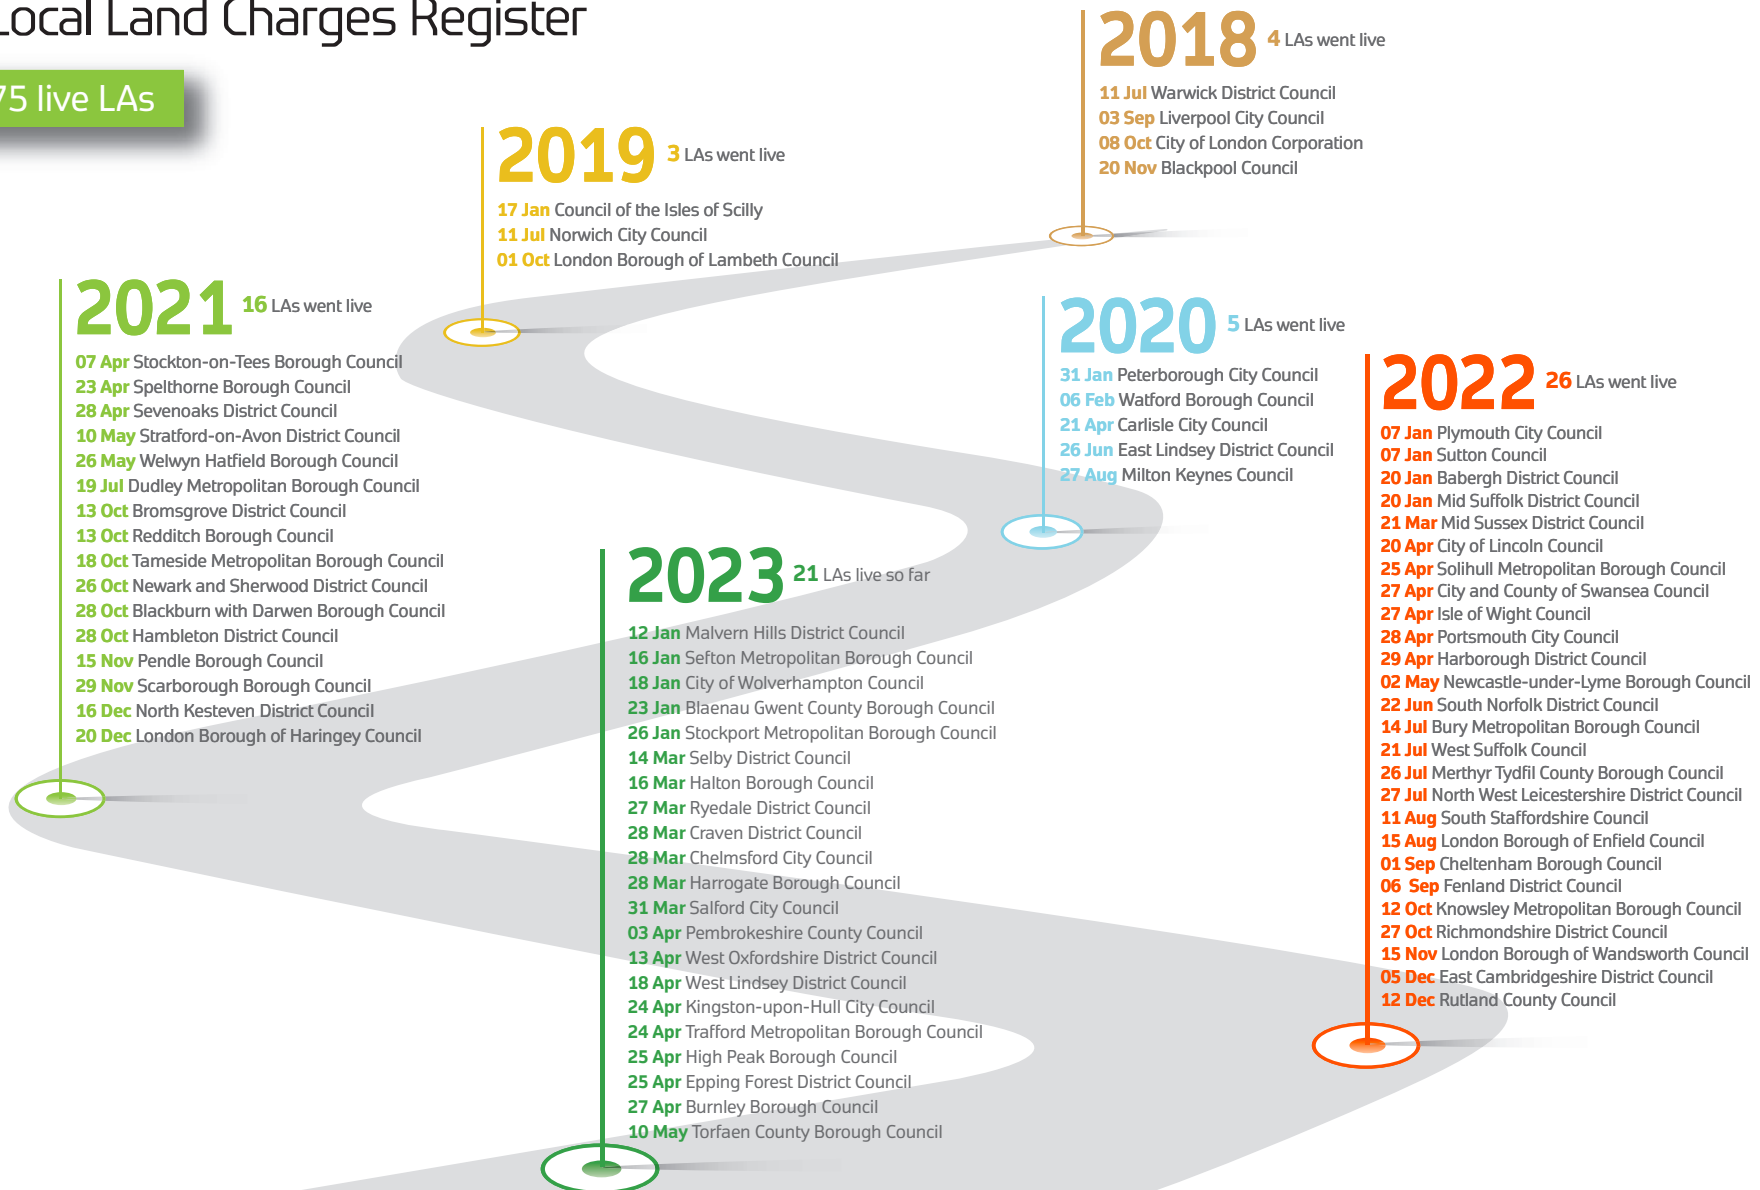 Local Land Charges Register
75 live LAs
2018 4 LAs went live
11 Jul Warwick District Council
03 Sep Liverpool City Council
08 Oct City of London Corporation
20 Nov Blackpool Council
2019 3 LAs went live
17 Jan Council of the Isles of Scilly
11 Jul Norwich City Council
01 Oct London Borough of Lambeth Council
2020 5 LAs went live
31 Jan Peterborough City Council
06 Feb Watford Borough Council
21 Apr Carlisle City Council
26 Jun East Lindsey District Council
27 Aug Milton Keynes Council
2021 16 LAs went live
07 Apr Stockton-on-Tees Borough Council
23 Apr Spelthorne Borough Council
28 Apr Sevenoaks District Council
10 May Stratford-on-Avon District Council
26 May Welwyn Hatfield Borough Council
19 Jul Dudley Metropolitan Borough Council
13 Oct Bromsgrove District Council
13 Oct Redditch Borough Council
18 Oct Tameside Metropolitan Borough Council
26 Oct Newark and Sherwood District Council
28 Oct Blackburn with Darwen Borough Council
28 Oct Hambleton District Council
15 Nov Pendle Borough Council
29 Nov Scarborough Borough Council
16 Dec North Kesteven District Council
20 Dec London Borough of Haringey Council
2022 26 LAs went live
07 Jan Plymouth City Council
07 Jan Sutton Council
20 Jan Babergh District Council
20 Jan Mid Suffolk District Council
21 Mar Mid Sussex District Council
20 Apr City of Lincoln Council
25 Apr Solihull Metropolitan Borough Council
27 Apr City and County of Swansea Council
27 Apr Isle of Wight Council
28 Apr Portsmouth City Council
29 Apr Harborough District Council
02 May Newcastle-under-Lyme Borough Council
22 Jun South Norfolk District Council
14 Jul Bury Metropolitan Borough Council
21 Jul West Suffolk Council
26 Jul Merthyr Tydfil County Borough Council
27 Jul North West Leicestershire District Council
11 Aug South Staffordshire Council
15 Aug London Borough of Enfield Council
01 Sep Cheltenham Borough Council
06 Sep Fenland District Council
12 Oct Knowsley Metropolitan Borough Council
27 Oct Richmondshire District Council
15 Nov London Borough of Wandsworth Council
05 Dec East Cambridgeshire District Council
12 Dec Rutland County Council
2023 21 LAs live so far
12 Jan Malvern Hills District Council
16 Jan Sefton Metropolitan Borough Council
18 Jan City of Wolverhampton Council
23 Jan Blaenau Gwent County Borough Council
26 Jan Stockport Metropolitan Borough Council
14 Mar Selby District Council
16 Mar Halton Borough Council
27 Mar Ryedale District Council
28 Mar Craven District Council
28 Mar Chelmsford City Council
28 Mar Harrogate Borough Council
31 Mar Salford City Council
03 Apr Pembrokeshire County Council
13 Apr West Oxfordshire District Council
18 Apr West Lindsey District Council
24 Apr Kingston-upon-Hull City Council
24 Apr Trafford Metropolitan Borough Council
25 Apr High Peak Borough Council
25 Apr Epping Forest District Council
27 Apr Burnley Borough Council
10 May Torfaen County Borough Council